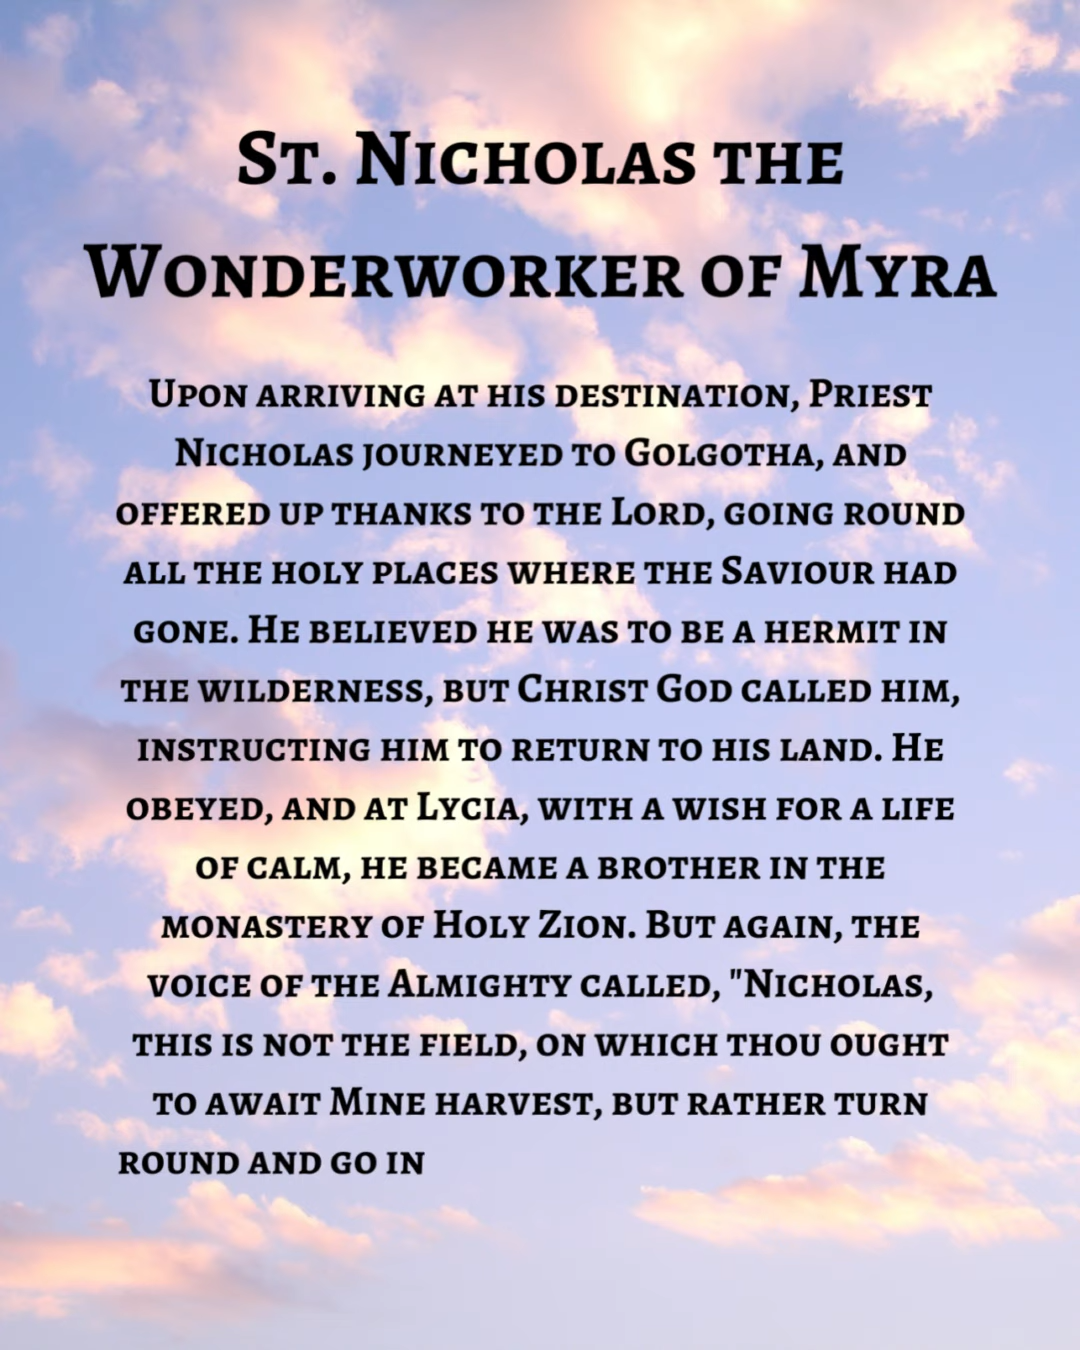 St. Nicholas the
Wonderworker of Myra
Upon arriving at his destination, Priest
Nicholas journeyed to Golgotha, and
offered up thanks to the Lord, going round
all the holy places where the Saviour had
gone. He believed he was to be a hermit in
the wilderness, but Christ God called him,
instructing him to return to his land. He
obeyed, and at Lycia, with a wish for a life
of calm, he became a brother in the
monastery of Holy Zion. But again, the
voice of the Almighty called, "Nicholas,
this is not the field, on which thou ought
to await Mine harvest, but rather turn
round and go in